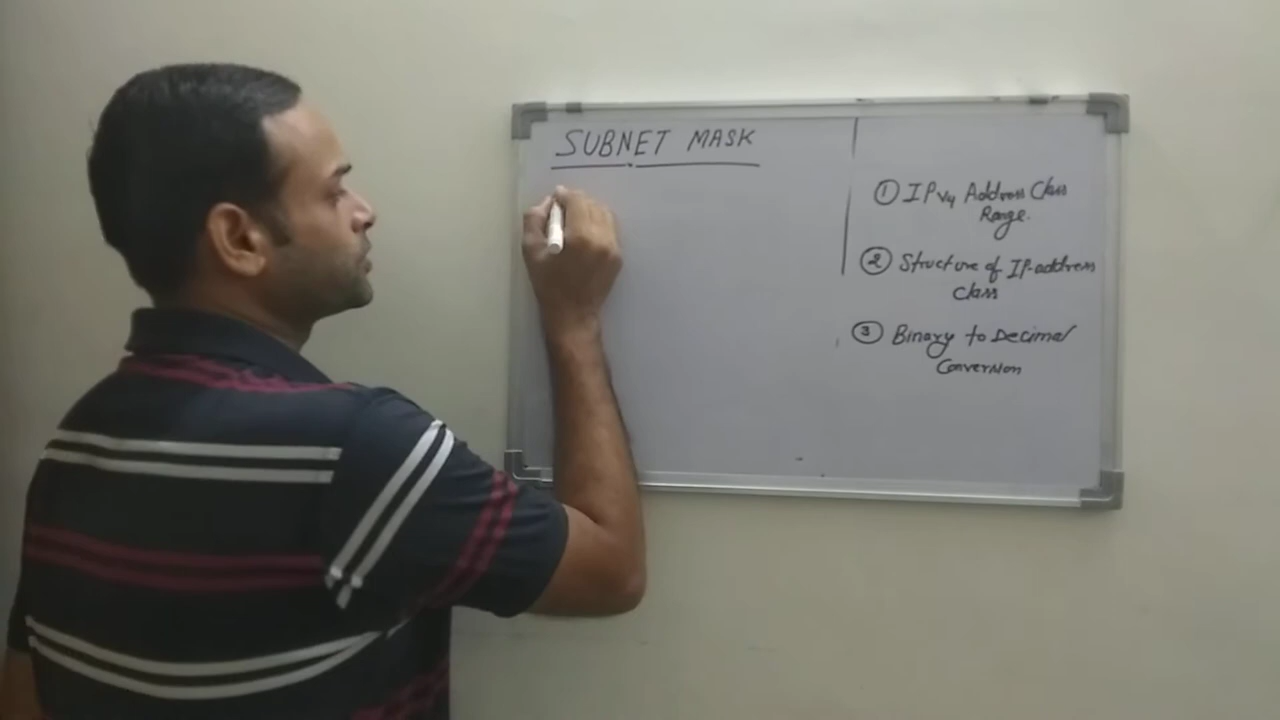 SUBNET MASK
① IPv4 Address Class
Range.
② Structure of IP-address
Class
③ Binary to Decimal
Conversion